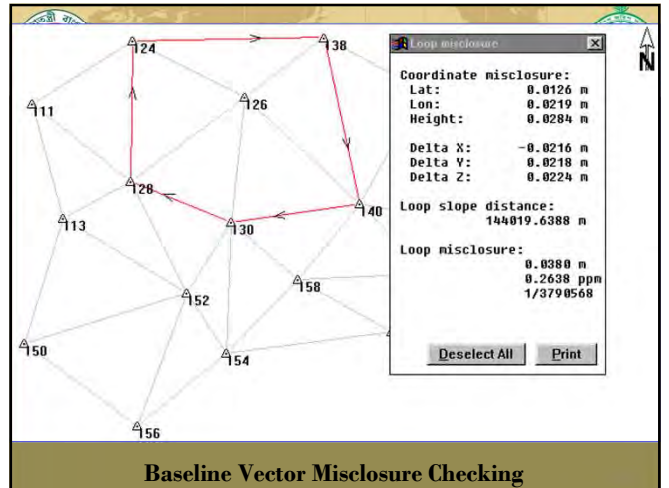 N
124
138
126
111
128
140
113
130
152
158
150
154
156
Loop misclosure
Coordinate misclosure:
Lat: 0.0126 m
Lon: 0.0219 m
Height: 0.0284 m
Delta X: -0.0216 m
Delta Y: 0.0218 m
Delta Z: 0.0224 m
Loop slope distance:
144019.6388 m
Loop misclosure:
0.0380 m
0.2638 ppm
1/3790568
Deselect All Print
Baseline Vector Misclosure Checking